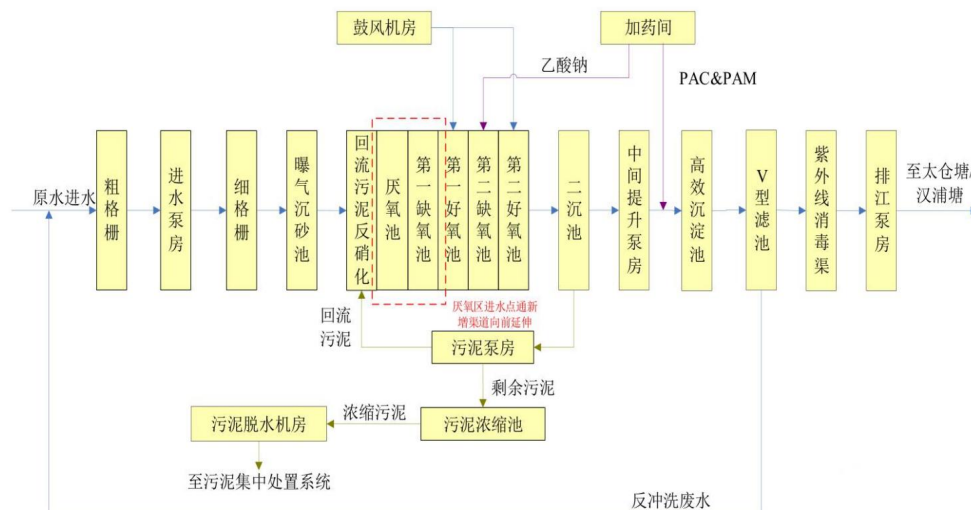 鼓风机房
加药间
乙酸钠
PAC&PAM
原水进水
粗格栅
进水泵房
细格栅
曝气沉砂池
回流污泥反硝化
厌氧池
第一缺氧池
第一好氧池
第二缺氧池
第二好氧池
二沉池
中间提升泵房
高效沉淀池
V型滤池
紫外线消毒渠
排江泵房
至太仓塘
汉浦塘
回流
污泥
厌氧区进水点通新
增渠道向前延伸
污泥泵房
剩余污泥
污泥脱水机房
浓缩污泥
污泥浓缩池
至污泥集中处置系统
反冲洗废水